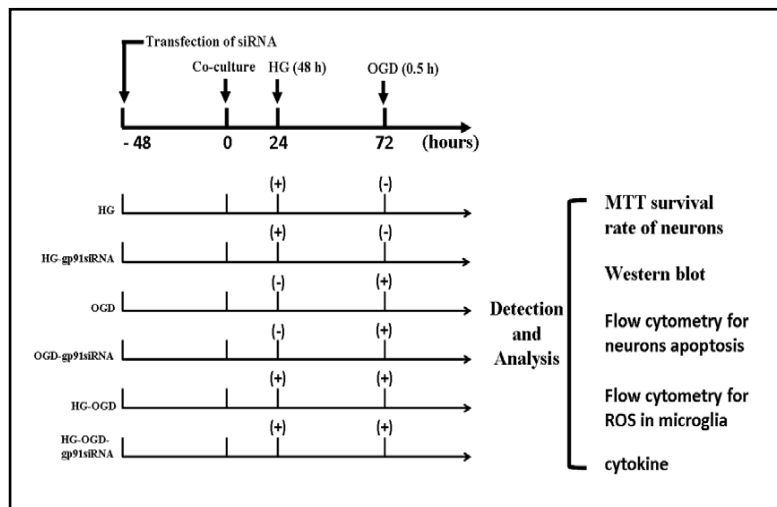 Transfection of siRNA
Co-culture HG (48 h) OGD (0.5 h)
- 48 0 24 72 (hours)
(+) (-)
HG
(+) (-)
HG-gp91siRNA
(-) (+)
OGD
(-) (+)
OGD-gp91siRNA
(+) (+)
HG-OGD
(+) (+)
HG-OGD-
gp91siRNA
Detection
and
Analysis
MTT survival
rate of neurons
Western blot
Flow cytometry for
neurons apoptosis
Flow cytometry for
ROS in microglia
cytokine